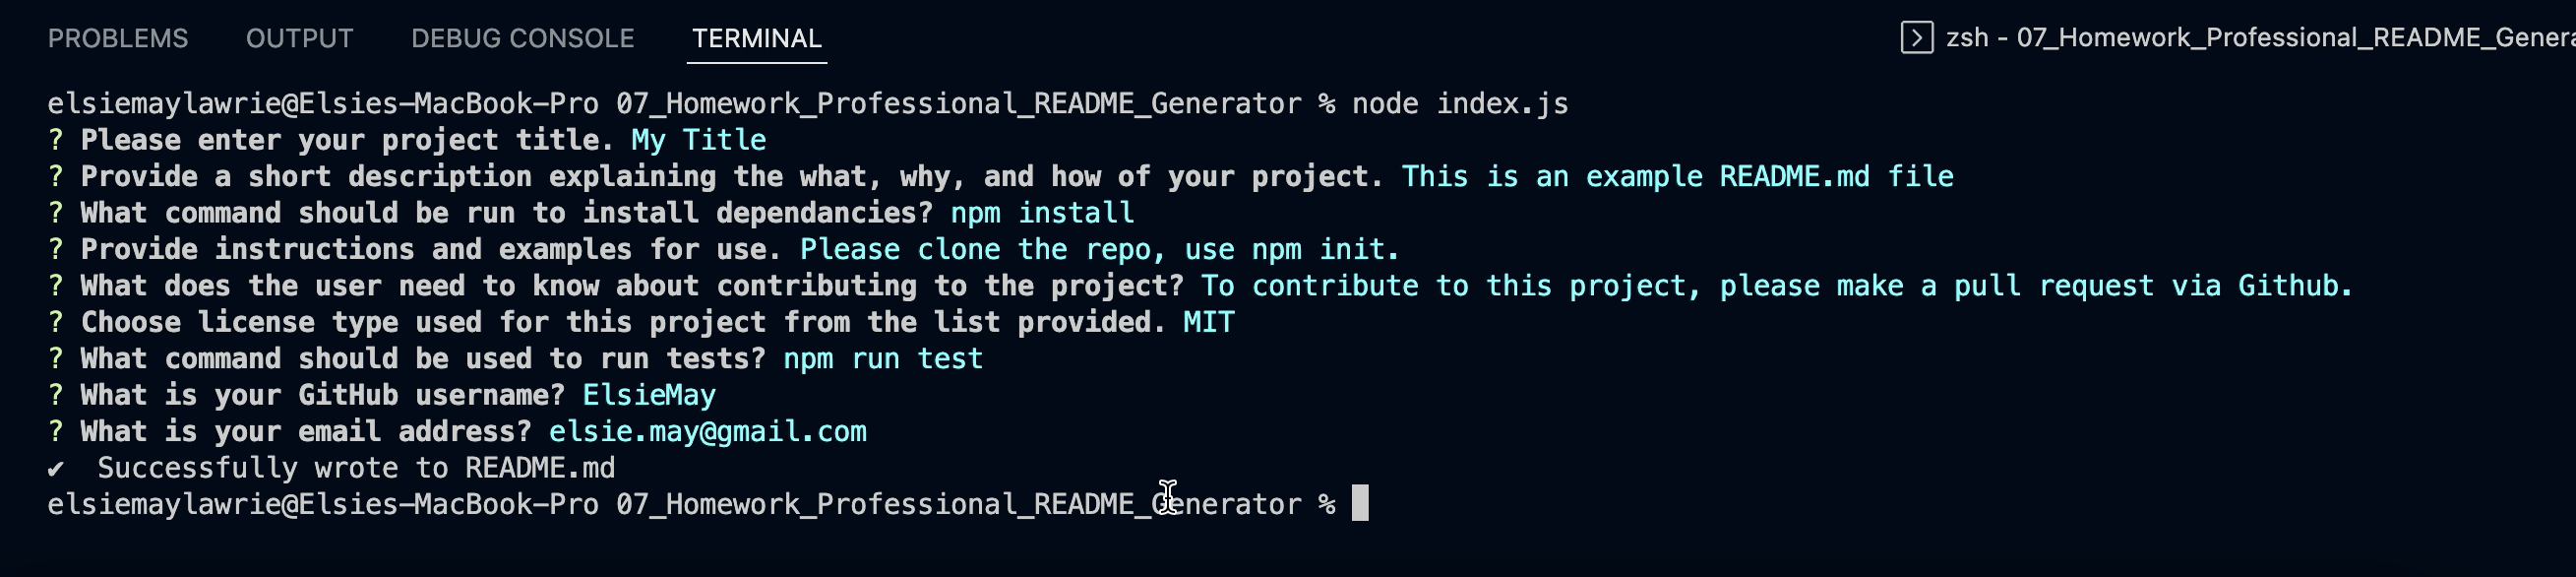 PROBLEMS OUTPUT DEBUG CONSOLE TERMINAL zsh - 07_Homework_Professional_README_Genera
elsiemaylawrie@Elsies-MacBook-Pro 07_Homework_Professional_README_Generator % node index.js
? Please enter your project title. My Title
? Provide a short description explaining the what, why, and how of your project. This is an example README.md file
? What command should be run to install dependancies? npm install
? Provide instructions and examples for use. Please clone the repo, use npm init.
? What does the user need to know about contributing to the project? To contribute to this project, please make a pull request via Github.
? Choose license type used for this project from the list provided. MIT
? What command should be used to run tests? npm run test
? What is your GitHub username? ElsieMay
? What is your email address? elsie.may@gmail.com
✔ Successfully wrote to README.md
elsiemaylawrie@Elsies-MacBook-Pro 07_Homework_Professional_README_Generator %